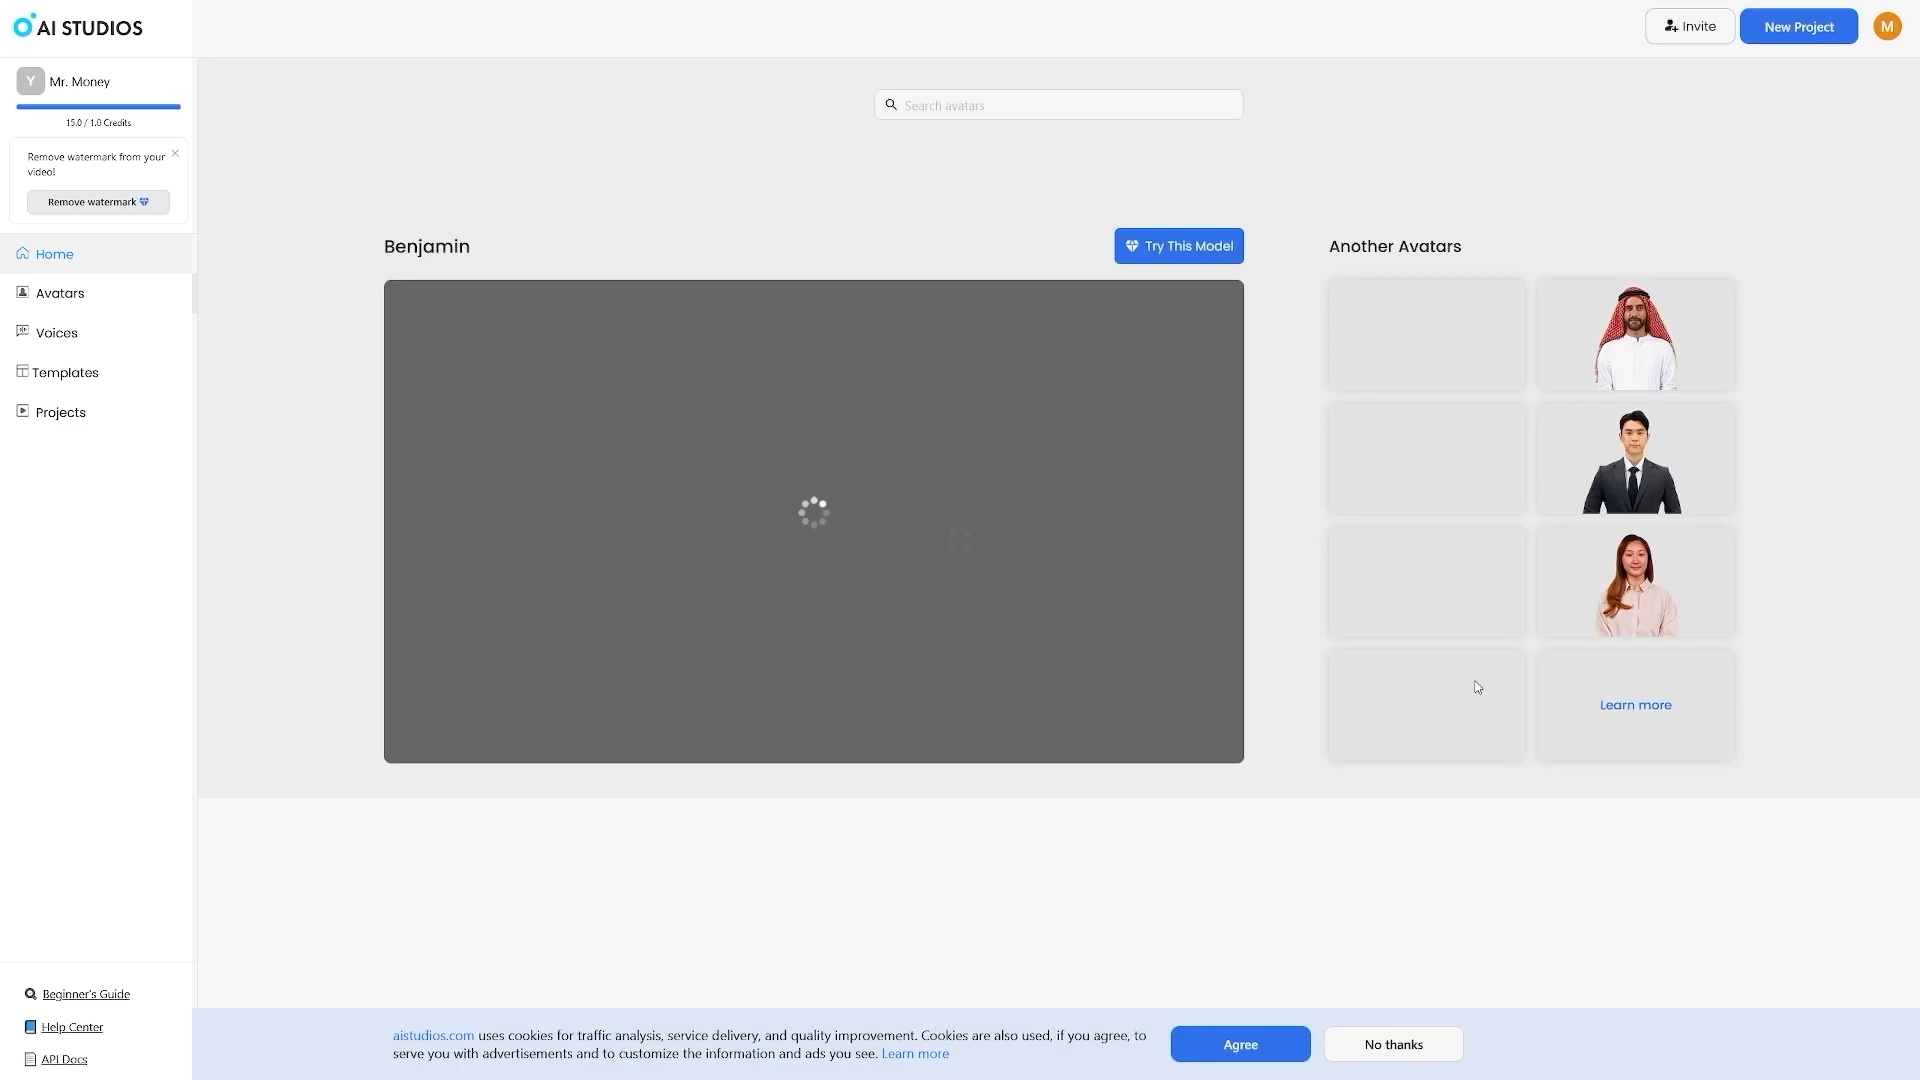 AI STUDIOS
Invite
New Project
M
Y
Mr. Money
15.0 / 1.0 Credits
Remove watermark from your
video!
Remove watermark
Home
Avatars
Voices
Templates
Projects
Search avatars
Benjamin
Try This Model
Another Avatars
Learn more
Beginner's Guide
Help Center
API Docs
aistudios.com uses cookies for traffic analysis, service delivery, and quality improvement. Cookies are also used, if you agree, to
serve you with advertisements and to customize the information and ads you see. Learn more
Agree
No thanks